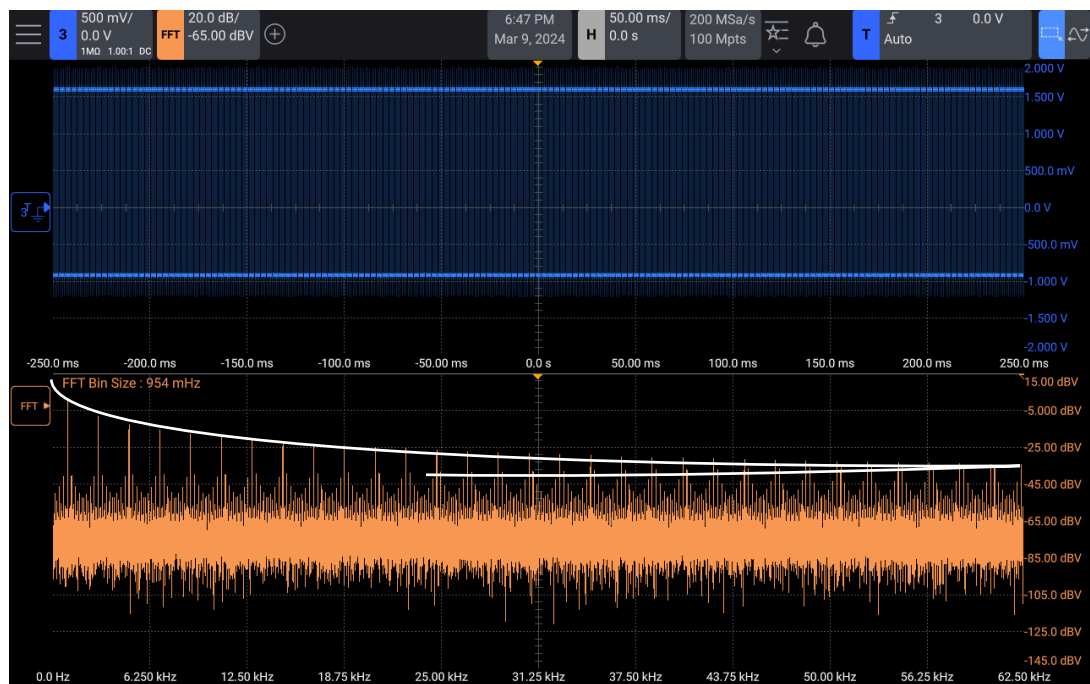 3 500 mV/ 0.0 V 1MΩ 1.00:1 DC
FFT 20.0 dB/ -65.00 dBV
6:47 PM
Mar 9, 2024
H 50.00 ms/ 0.0 s
200 MSa/s
100 Mpts
T 3 0.0 V
Auto
2.000 V
1.500 V
1.000 V
500.0 mV
3 T 0.0 V
-500.0 mV
-1.000 V
-1.500 V
-2.000 V
-250.0 ms -200.0 ms -150.0 ms -100.0 ms -50.00 ms 0.0 s 50.00 ms 100.0 ms 150.0 ms 200.0 ms 250.0 ms
FFT Bin Size : 954 mHz
15.00 dBV
FFT
-5.000 dBV
-25.00 dBV
-45.00 dBV
-65.00 dBV
-85.00 dBV
-105.0 dBV
-125.0 dBV
-145.0 dBV
0.0 Hz 6.250 kHz 12.50 kHz 18.75 kHz 25.00 kHz 31.25 kHz 37.50 kHz 43.75 kHz 50.00 kHz 56.25 kHz 62.50 kHz